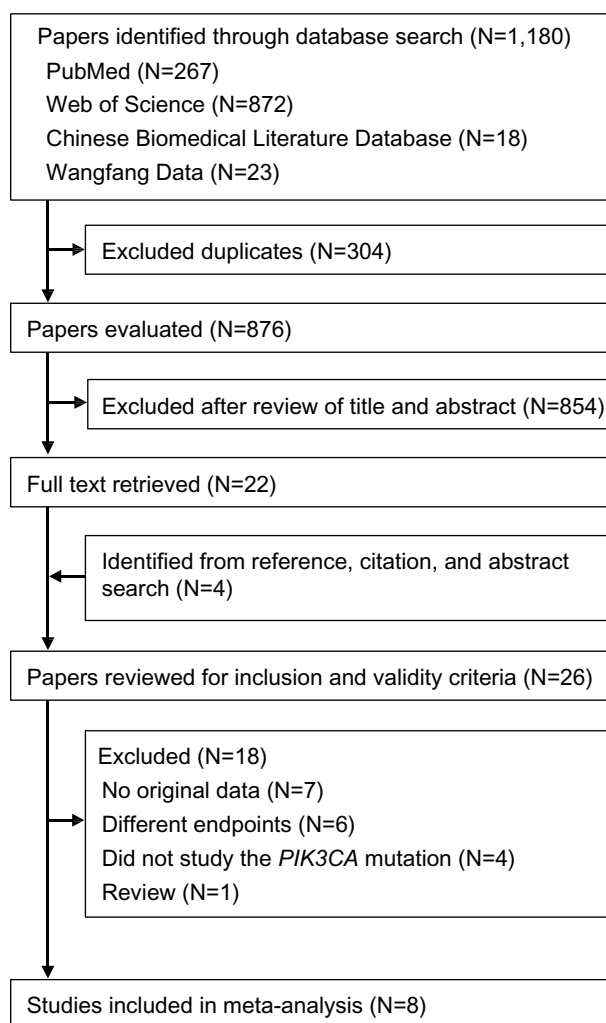 Papers identified through database search (N=1,180)
PubMed (N=267)
Web of Science (N=872)
Chinese Biomedical Literature Database (N=18)
Wangfang Data (N=23)
Excluded duplicates (N=304)
Papers evaluated (N=876)
Excluded after review of title and abstract (N=854)
Full text retrieved (N=22)
Identified from reference, citation, and abstract
search (N=4)
Papers reviewed for inclusion and validity criteria (N=26)
Excluded (N=18)
No original data (N=7)
Different endpoints (N=6)
Did not study the PIK3CA mutation (N=4)
Review (N=1)
Studies included in meta-analysis (N=8)